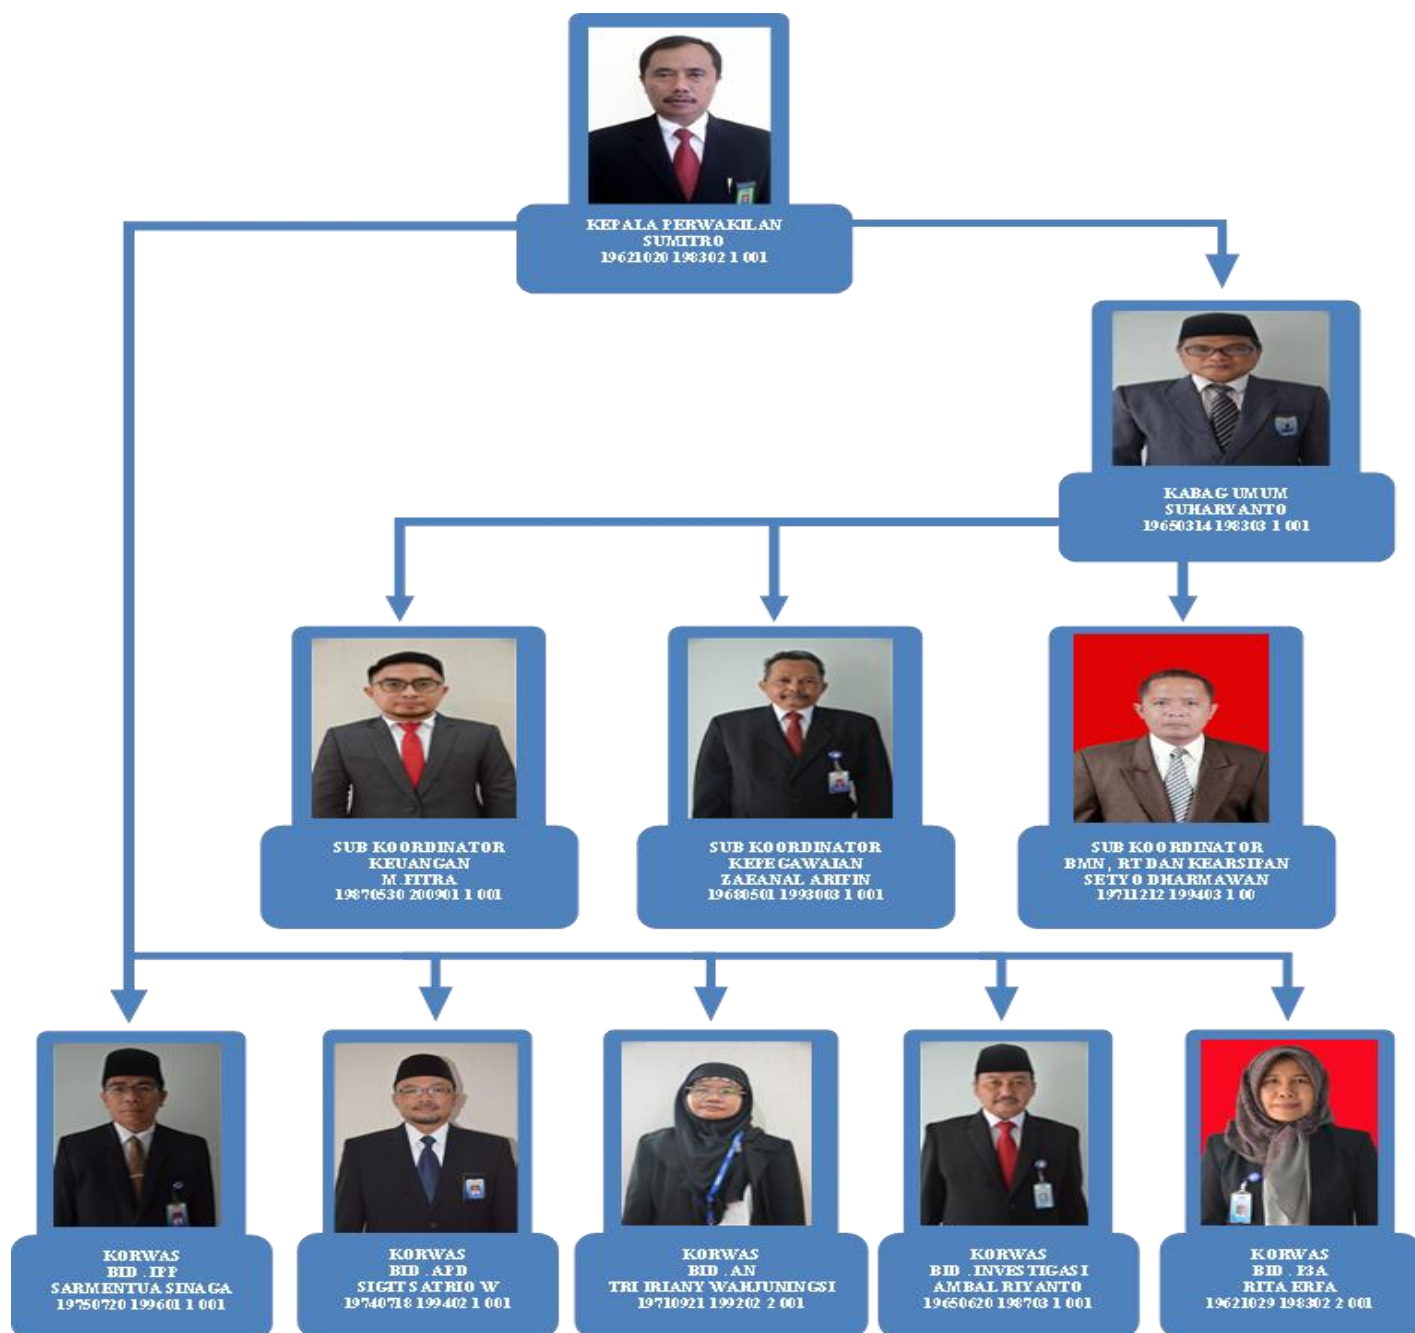 KEPALA PERWAKILAN
SUMITRO
19621020 198302 1 001
KABAG UMUM
SUHARYANTO
19650314 198303 1 001
SUB KOORDINATOR
KEUANGAN
M.FITRA
19870530 200901 1 001
SUB KOORDINATOR
KEPEGAWAIAN
ZAEANAL ARIFIN
19680501 1993003 1 001
SUB KOORDINATOR
BMN, RT DAN KEARSIPAN
SETYO DHARMAWAN
19711212 199403 1 00
KORWAS
BID . IPP
SARMENTUA SINAGA
19750720 199601 1 001
KORWAS
BID . APD
SIGIT SATRIO W
19740718 199402 1 001
KORWAS
BID . AN
TRI IRIANY WAHJUNINGSI
19710921 199202 2 001
KORWAS
BID . INVESTIGASI
AMBAL RIYANTO
19650620 198703 1 001
KORWAS
BID . P3A
RITA ERFA
19621029 198302 2 001